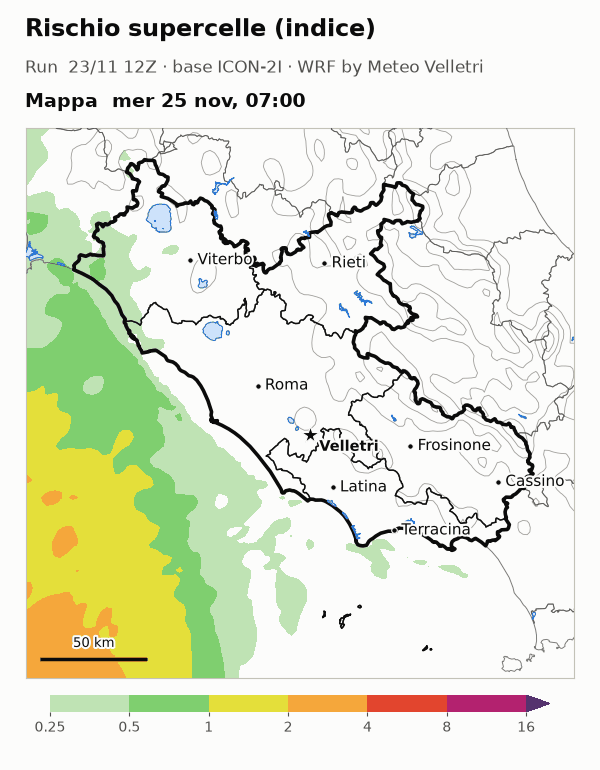 Rischio supercelle (indice)
Run  23/11 12Z · base ICON-2I · WRF by Meteo Velletri
Mappa  mer 25 nov, 07:00
Viterbo
Rieti
Roma
Velletri
Frosinone
Cassino
Latina
Terracina
50 km
0.25 0.5 1 2 4 8 16